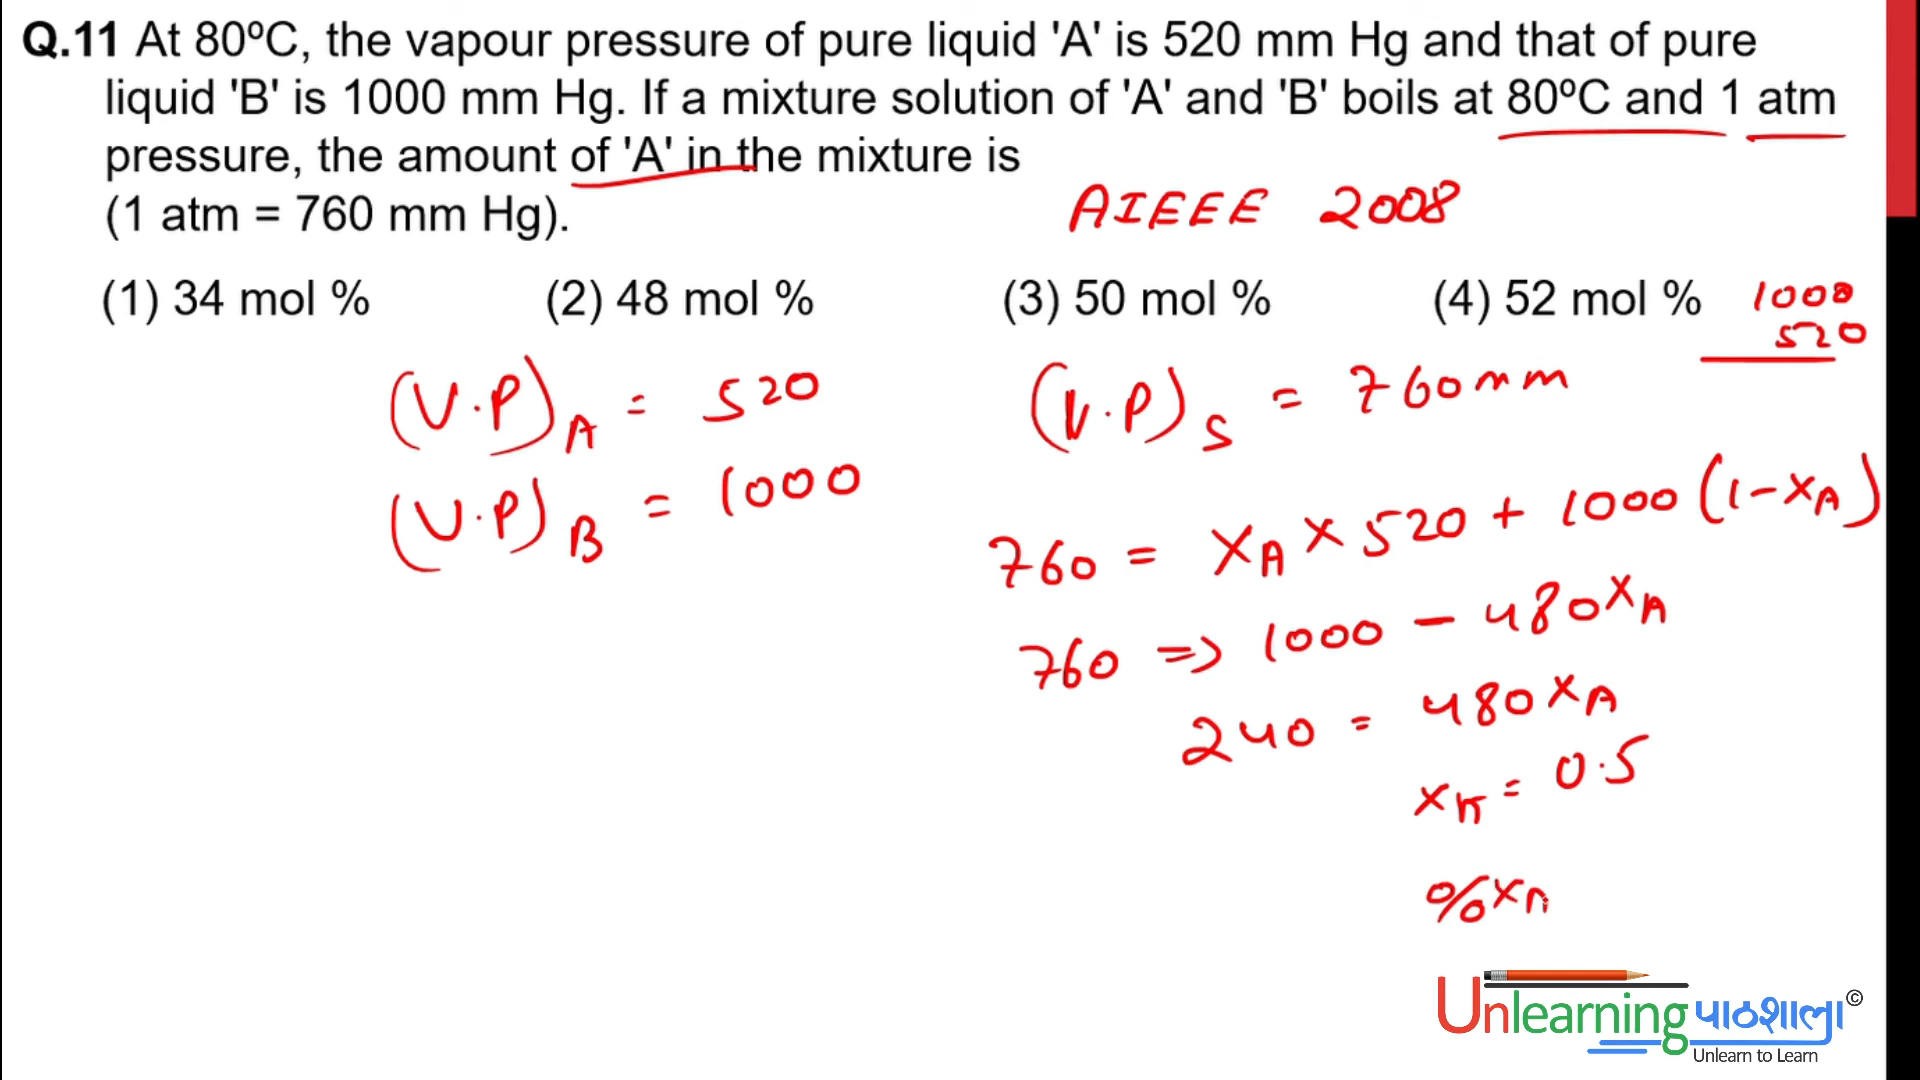 Q.11 At 80ºC, the vapour pressure of pure liquid 'A' is 520 mm Hg and that of pure
liquid 'B' is 1000 mm Hg. If a mixture solution of 'A' and 'B' boils at 80ºC and 1 atm
pressure, the amount of 'A' in the mixture is
(1 atm = 760 mm Hg).
AIEEE 2008
(1) 34 mol % (2) 48 mol % (3) 50 mol % (4) 52 mol %
1000
520
(V.P)A = 520
(V.P)B = 1000
(V.P)S = 760mm
760 = XA × 520 + 1000 (1-XA)
760 => 1000 - 480XA
240 = 480XA
XA = 0.5
%XA
Unlearning पाठशाला ©
Unlearn to Learn